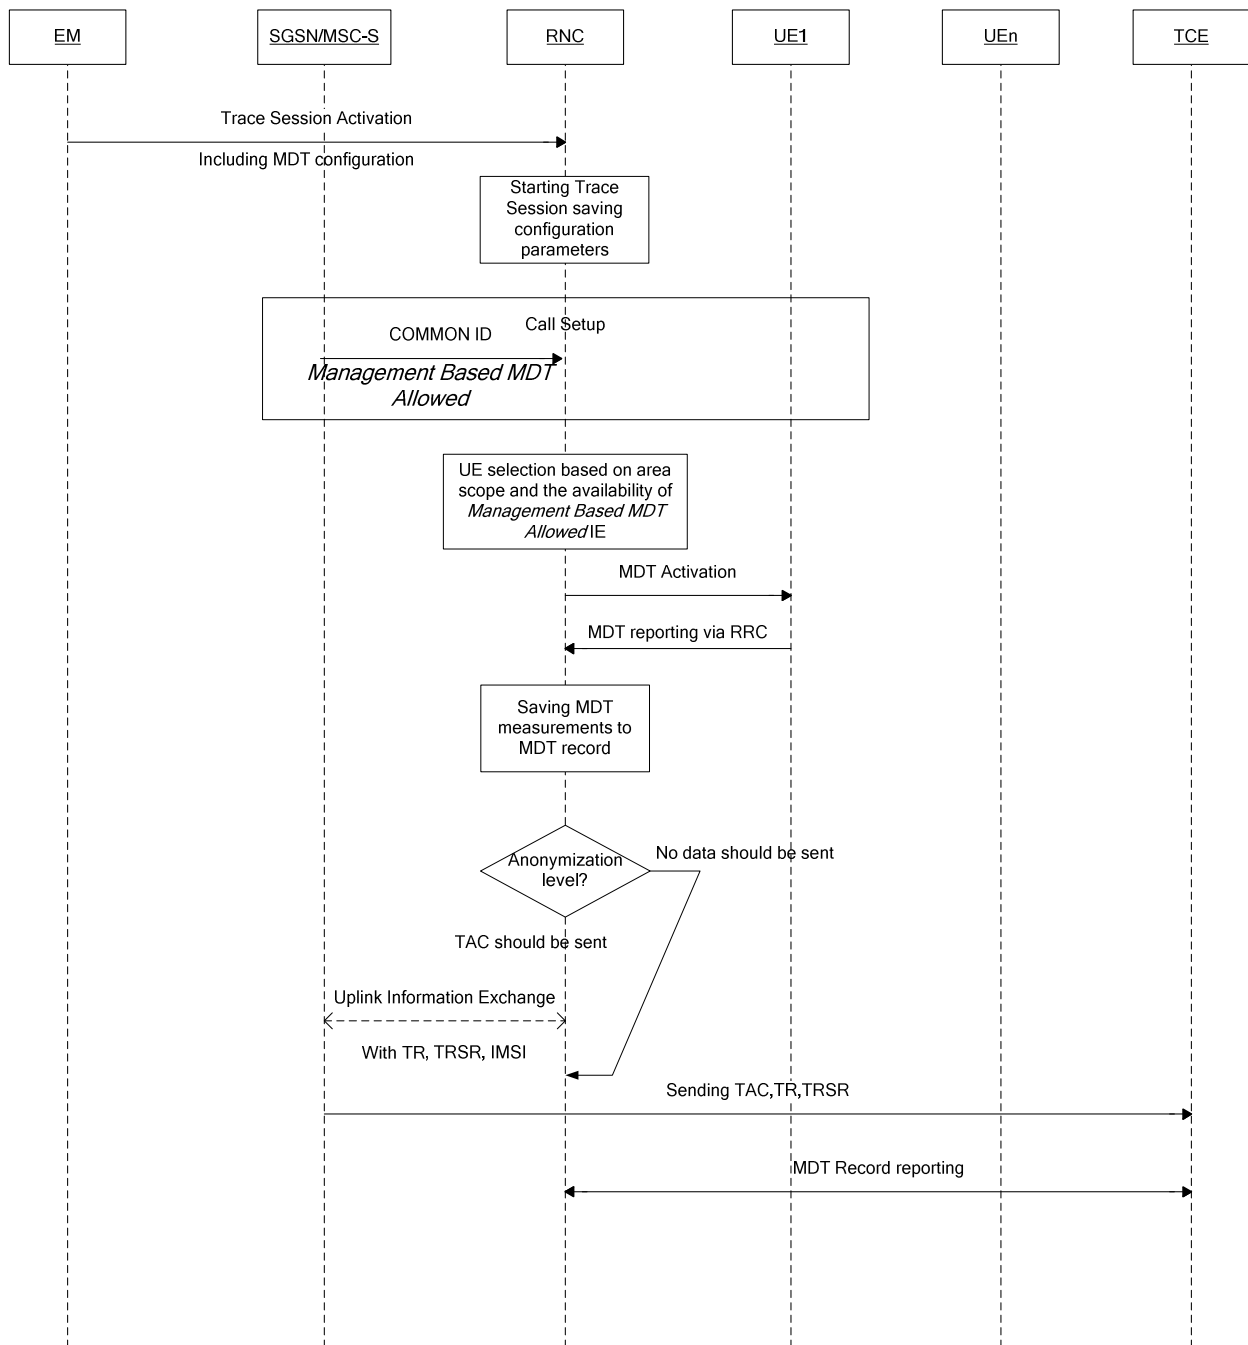 EM
SGSN/MSC-S
RNC
UE1
UEn
TCE
Trace Session Activation
Including MDT configuration
Starting Trace
Session saving
configuration
parameters
Call Setup
COMMON ID
Management Based MDT
Allowed
UE selection based on area
scope and the availability of
Management Based MDT
Allowed IE
MDT Activation
MDT reporting via RRC
Saving MDT
measurements to
MDT record
Anonymization
level?
No data should be sent
TAC should be sent
Uplink Information Exchange
With TR, TRSR, IMSI
Sending TAC,TR,TRSR
MDT Record reporting